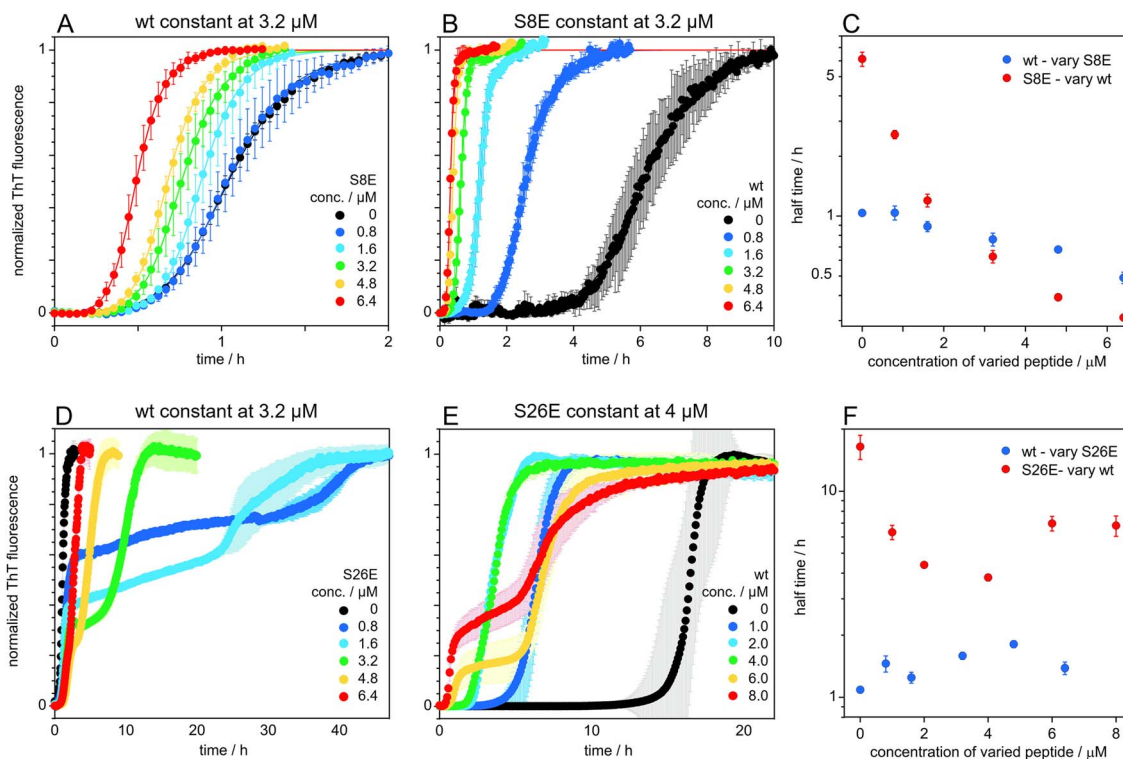 A
wt constant at 3.2 µM
normalized ThT fluorescence
1
0
0
1
2
time / h
S8E
conc. / µM
0
0.8
1.6
3.2
4.8
6.4
B
S8E constant at 3.2 µM
1
0
0
2
4
6
8
10
time / h
wt
conc. / µM
0
0.8
1.6
3.2
4.8
6.4
C
wt - vary S8E
S8E - vary wt
half time / h
5
1
0.5
0
2
4
6
concentration of varied peptide / µM
D
wt constant at 3.2 µM
normalized ThT fluorescence
1
0
0
10
20
30
40
time / h
S26E
conc. / µM
0
0.8
1.6
3.2
4.8
6.4
E
S26E constant at 4 µM
1
0
0
10
20
time / h
wt
conc. / µM
0
1.0
2.0
4.0
6.0
8.0
F
wt - vary S26E
S26E- vary wt
half time / h
10
1
0
2
4
6
8
concentration of varied peptide / µM